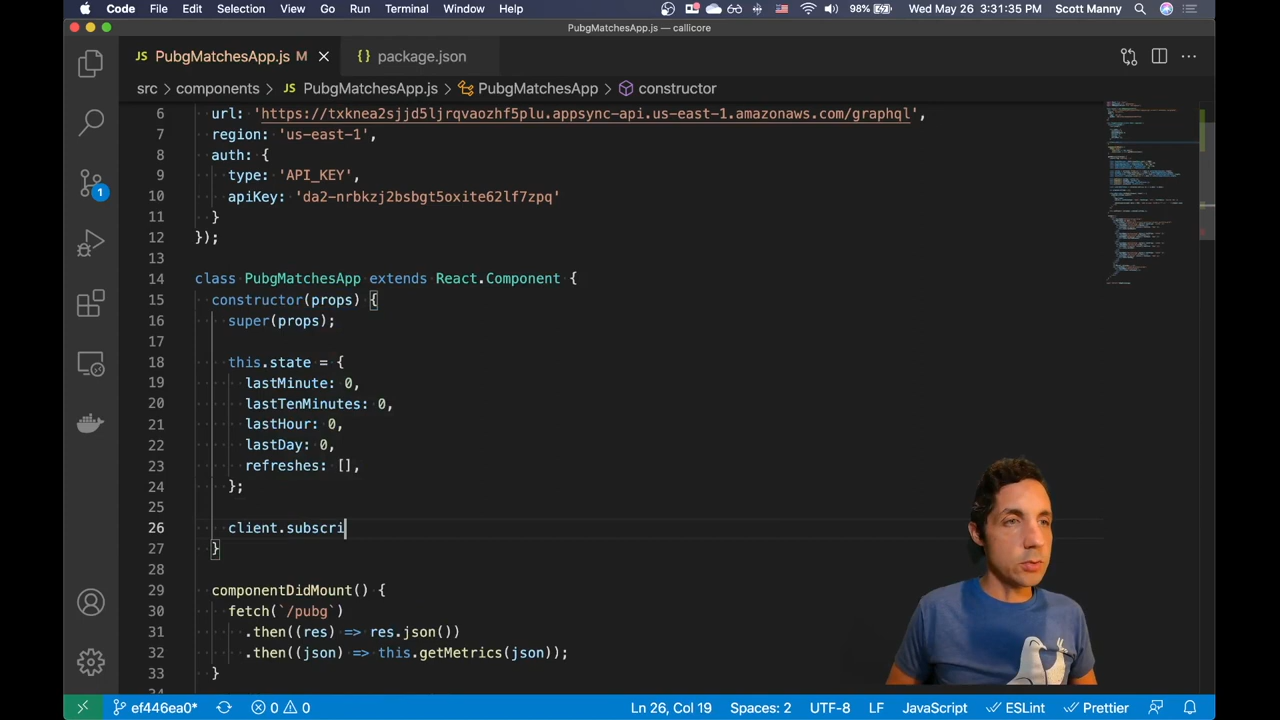 Code File Edit Selection View Go Run Terminal Window Help 98% Wed May 26 3:31:35 PM Scott Manny
PubgMatchesApp.js — callicore
JS PubgMatchesApp.js M {} package.json
src components JS PubgMatchesApp.js PubgMatchesApp constructor
6 url: 'https://txknea2sjjd5ljrqvaozhf5plu.appsync-api.us-east-1.amazonaws.com/graphql',
7 region: 'us-east-1',
8 auth: {
9 type: 'API_KEY',
10 apiKey: 'da2-nrbkzj2bsbgt5oxite62lf7zpq'
11 }
12 });
13
14 class PubgMatchesApp extends React.Component {
15 constructor(props) {
16 super(props);
17
18 this.state = {
19 lastMinute: 0,
20 lastTenMinutes: 0,
21 lastHour: 0,
22 lastDay: 0,
23 refreshes: [],
24 };
25
26 client.subscri
27 }
28
29 componentDidMount() {
30 fetch(`/pubg`)
31 .then((res) => res.json())
32 .then((json) => this.getMetrics(json));
33 }
1
ef446ea0* 0 0 Ln 26, Col 19 Spaces: 2 UTF-8 LF JavaScript ESLint Prettier